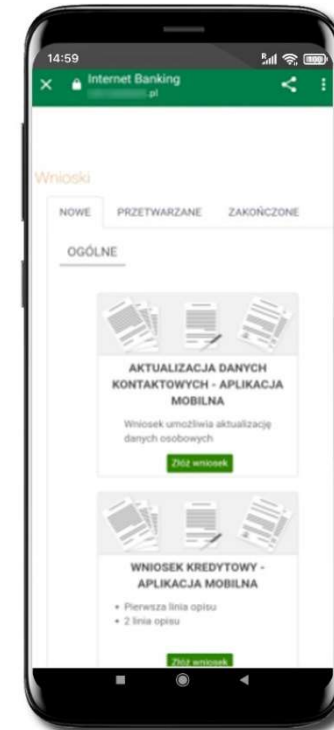 14:59
R
100
Internet Banking
.pl
Wnioski
NOWE PRZETWARZANE ZAKOŃCZONE
OGÓLNE
AKTUALIZACJA DANYCH
KONTAKTOWYCH - APLIKACJA
MOBILNA
Wniosek umożliwia aktualizację
danych osobowych
Złóż wniosek
WNIOSEK KREDYTOWY -
APLIKACJA MOBILNA
• Pierwsza linia opisu
• 2 linia opisu
Złóż wniosek